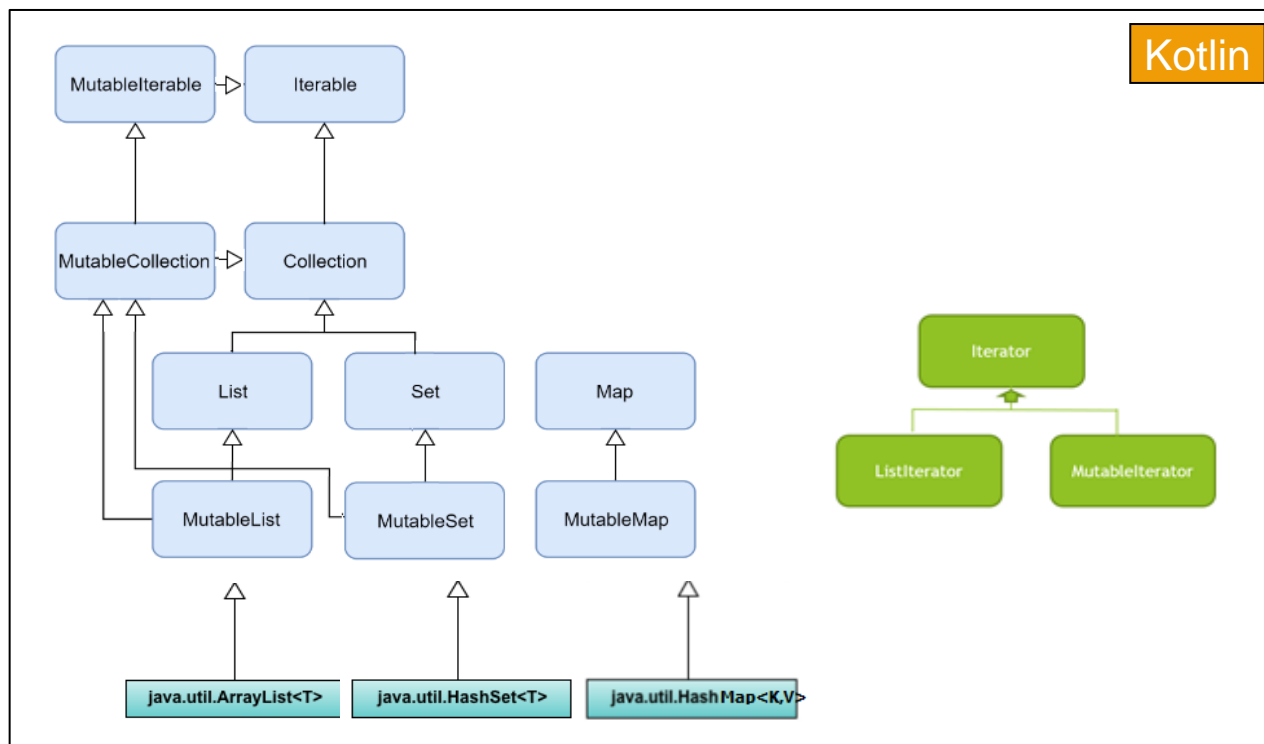 Kotlin
MutableIterable
Iterable
MutableCollection
Collection
List
Set
Map
MutableList
MutableSet
MutableMap
java.util.ArrayList<T>
java.util.HashSet<T>
java.util.HashMap<K,V>
Iterator
ListIterator
MutableIterator